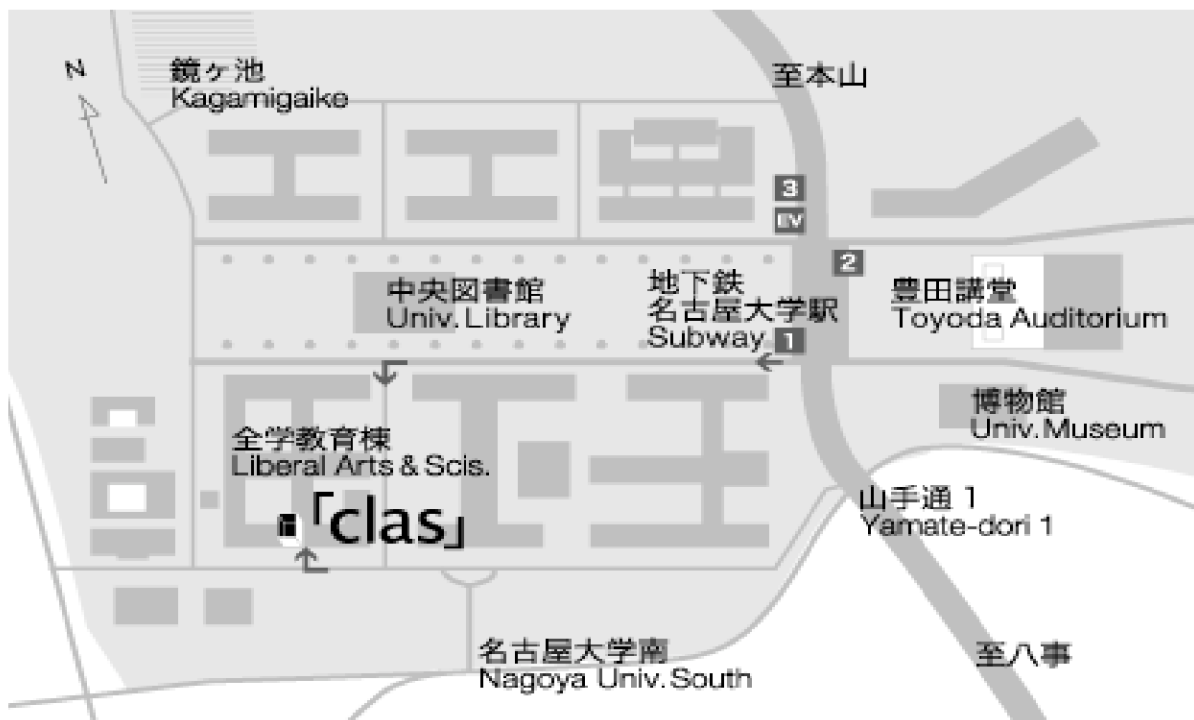 N
鏡ヶ池
Kagamigaike
至本山
3
EV
2
中央図書館
Univ. Library
地下鉄
名古屋大学駅
Subway
1
豊田講堂
Toyoda Auditorium
博物館
Univ. Museum
全学教育棟
Liberal Arts & Scis.
「clas」
山手通 1
Yamate-dori 1
名古屋大学南
Nagoya Univ. South
至八事